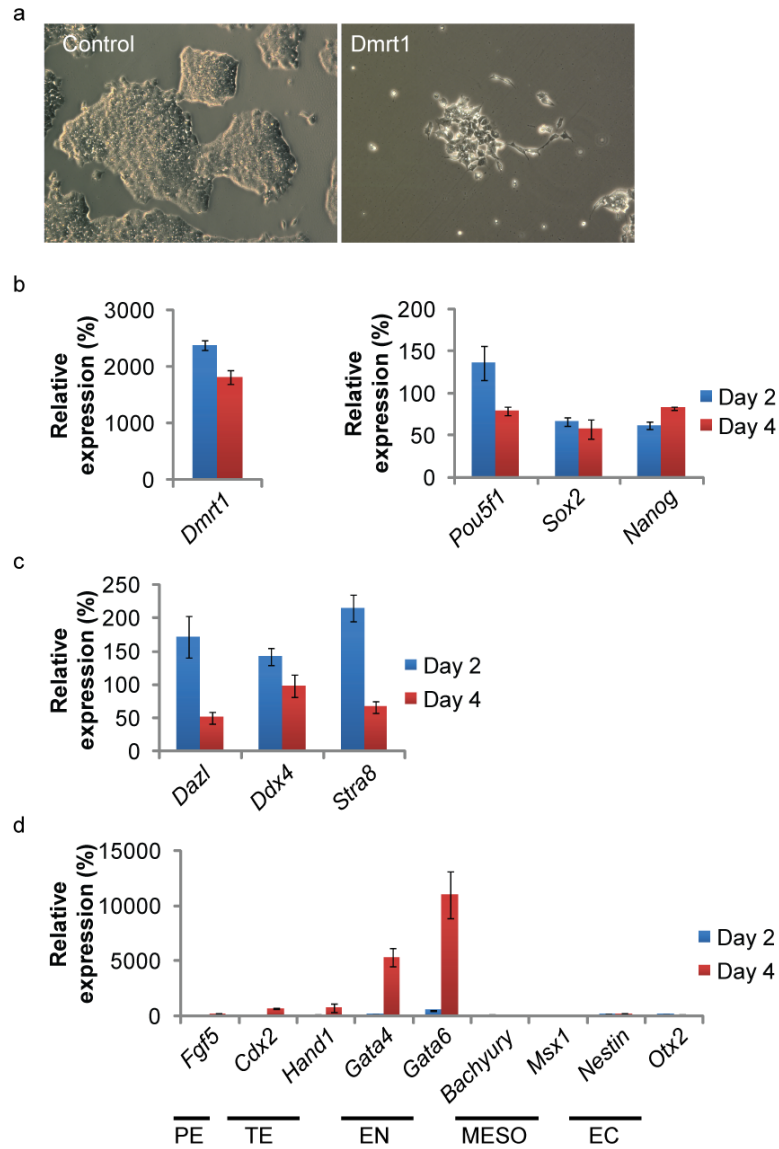 a
Control
Dmrt1
b
Relative expression (%)
3000
2000
1000
0
Dmrt1
Relative expression (%)
200
150
100
50
0
Pou5f1
Sox2
Nanog
Day 2
Day 4
c
Relative expression (%)
250
200
150
100
50
0
Dazl
Ddx4
Stra8
Day 2
Day 4
d
Relative expression (%)
15000
10000
5000
0
Fgf5
Cdx2
Hand1
Gata4
Gata6
Bachyury
Msx1
Nestin
Otx2
Day 2
Day 4
PE
TE
EN
MESO
EC